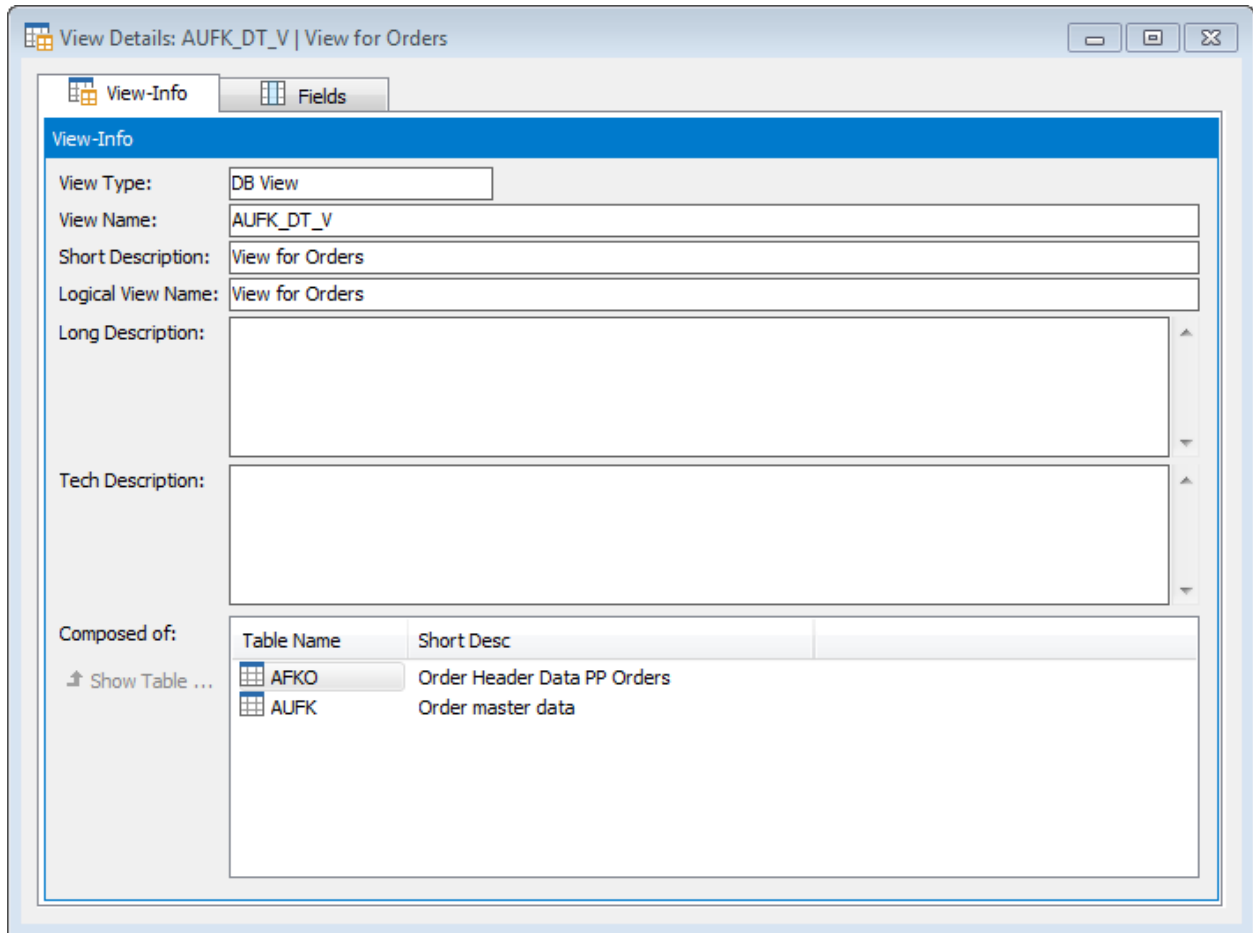 View Details: AUFK_DT_V | View for Orders
View-Info
Fields
View-Info
View Type: DB View
View Name: AUFK_DT_V
Short Description: View for Orders
Logical View Name: View for Orders
Long Description:
Tech Description:
Composed of:
Table Name Short Desc
Show Table ...
AFKO Order Header Data PP Orders
AUFK Order master data